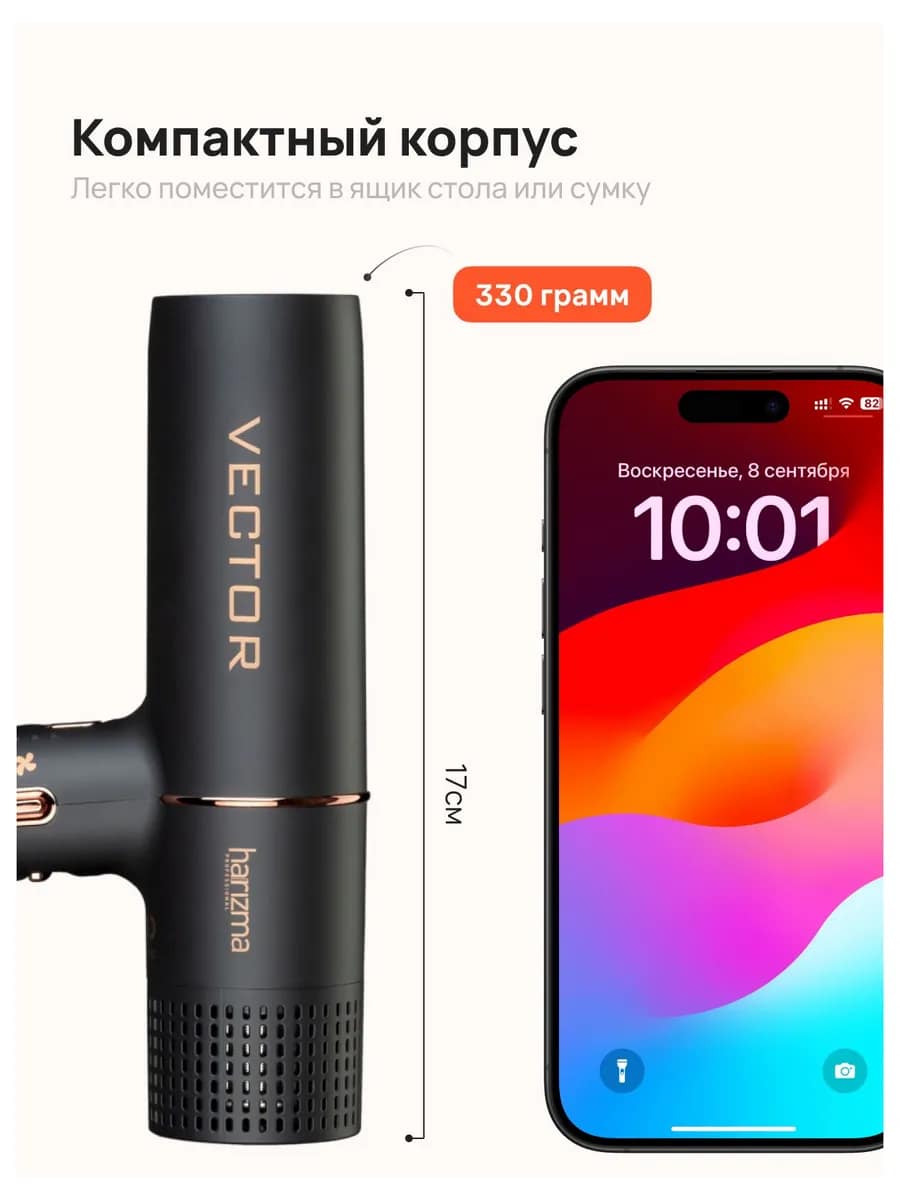 Компактный корпус
Легко поместится в ящик стола или сумку
330 грамм
82
Воскресенье, 8 сентября
10:01
VECTOR
17см
harizma
PROFESSIONAL